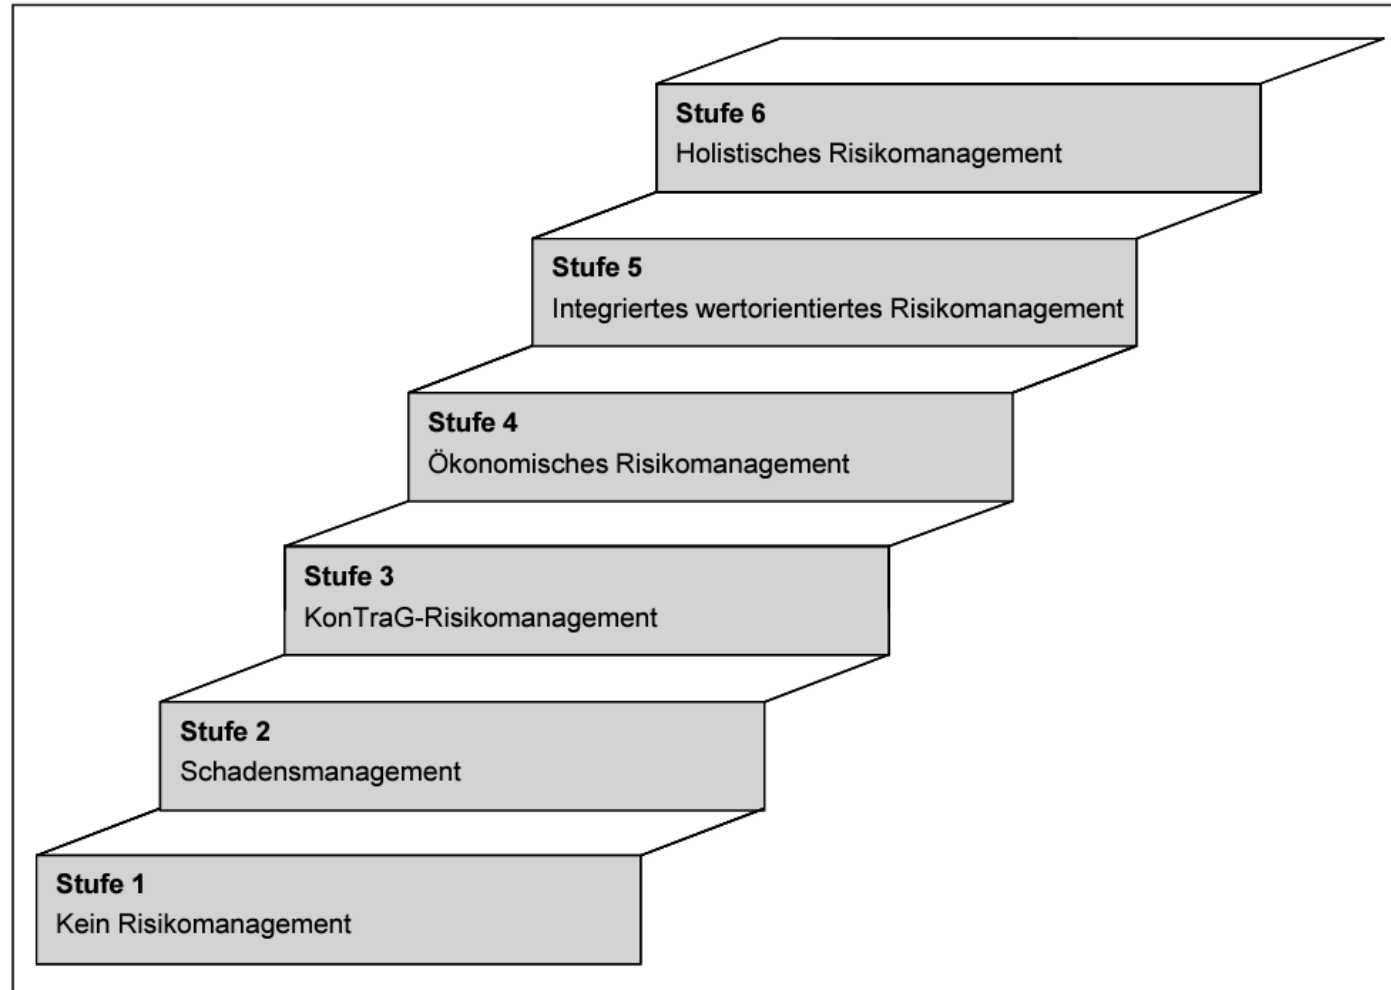 Stufe 6
Holistisches Risikomanagement
Stufe 5
Integriertes wertorientiertes Risikomanagement
Stufe 4
Ökonomisches Risikomanagement
Stufe 3
KonTraG-Risikomanagement
Stufe 2
Schadensmanagement
Stufe 1
Kein Risikomanagement